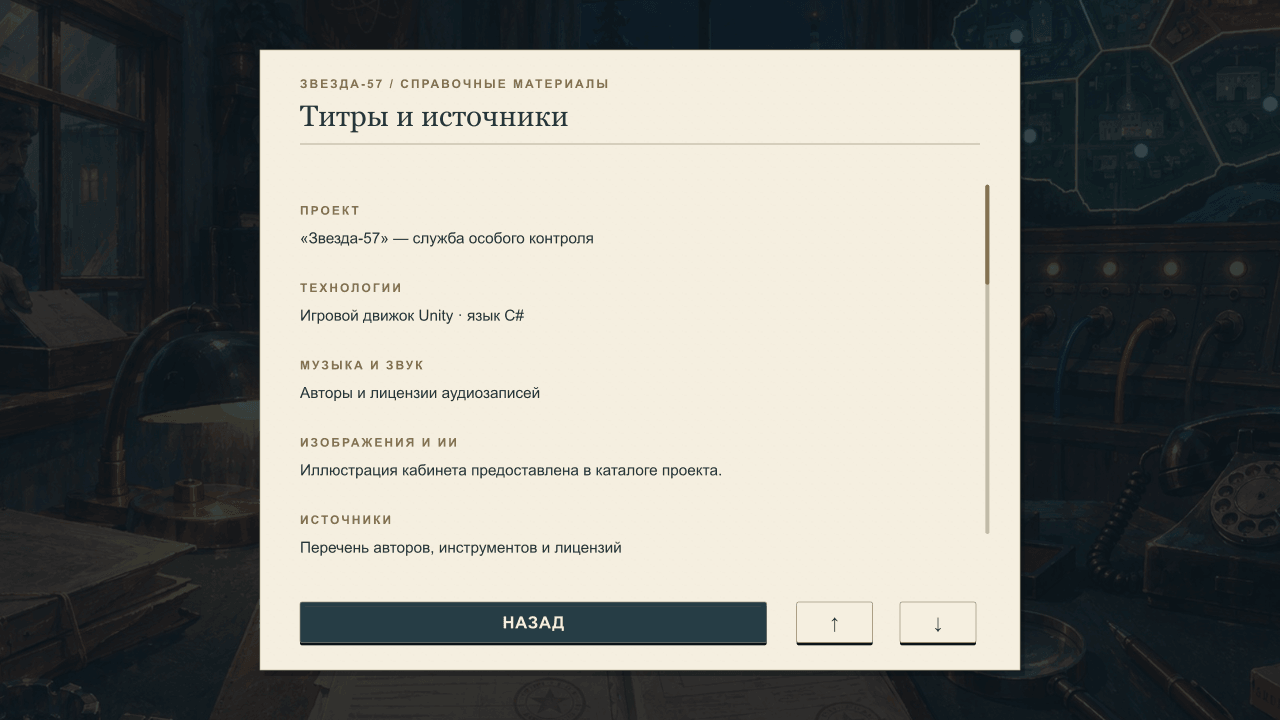 ЗВЕЗДА-57 / СПРАВОЧНЫЕ МАТЕРИАЛЫ
Титры и источники
ПРОЕКТ
«Звезда-57» — служба особого контроля
ТЕХНОЛОГИИ
Игровой движок Unity · язык C#
МУЗЫКА И ЗВУК
Авторы и лицензии аудиозаписей
ИЗОБРАЖЕНИЯ И ИИ
Иллюстрация кабинета предоставлена в каталоге проекта.
ИСТОЧНИКИ
Перечень авторов, инструментов и лицензий
НАЗАД ↑ ↓